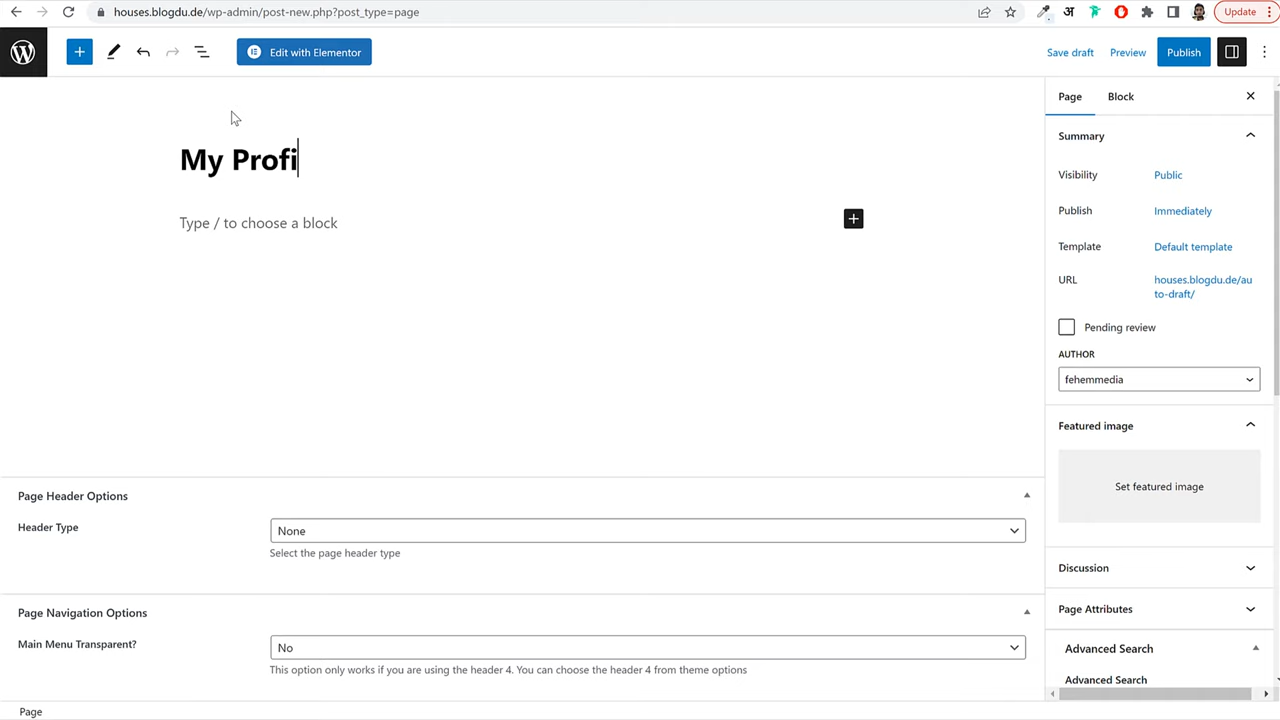 houses.blogdu.de/wp-admin/post-new.php?post_type=page
अ
Update
Edit with Elementor
Save draft
Preview
Publish
My Profi
Type / to choose a block
Page
Block
Summary
Visibility
Public
Publish
Immediately
Template
Default template
URL
houses.blogdu.de/au
to-draft/
Pending review
AUTHOR
fehemmedia
Featured image
Set featured image
Discussion
Page Attributes
Advanced Search
Advanced Search
Page Header Options
Header Type
None
Select the page header type
Page Navigation Options
Main Menu Transparent?
No
This option only works if you are using the header 4. You can choose the header 4 from theme options
Page